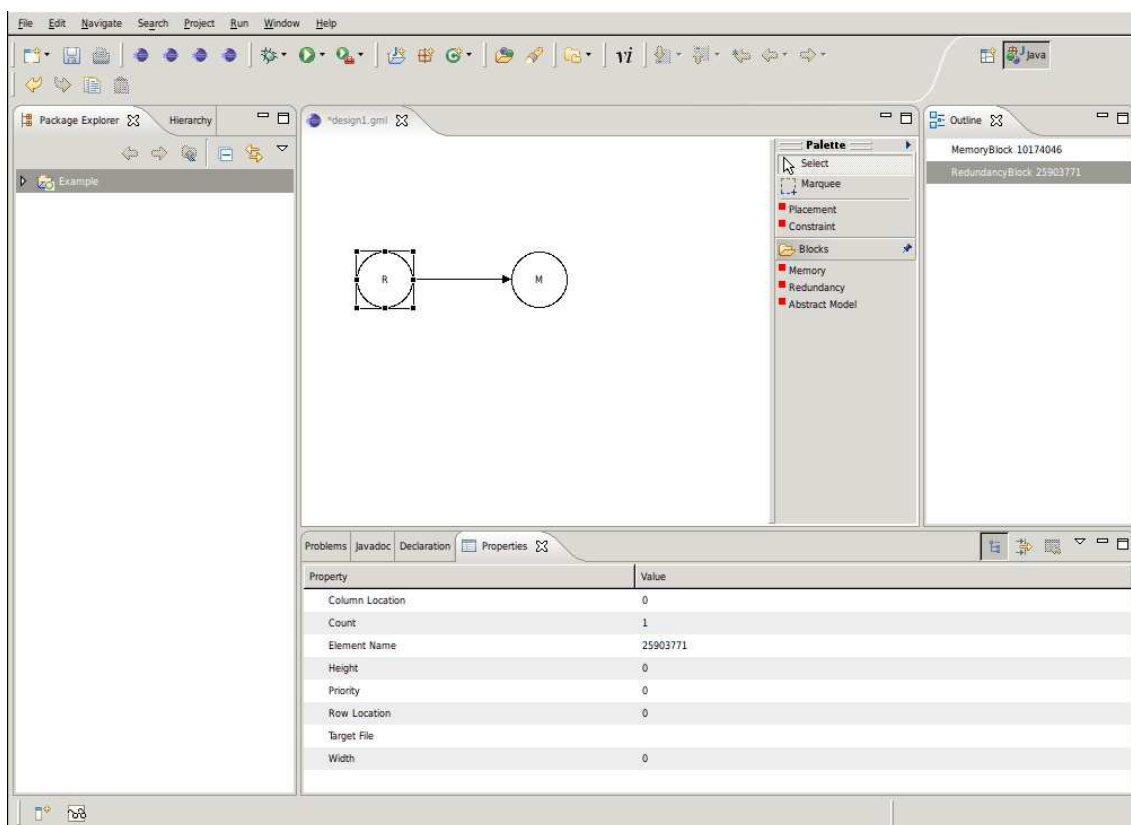 File Edit Navigate Search Project Run Window Help
Java
Package Explorer Hierarchy
Example
*design1.gml
R
M
Palette
Select
Marquee
Placement
Constraint
Blocks
Memory
Redundancy
Abstract Model
Outline
MemoryBlock 10174046
RedundancyBlock 25903771
Problems Javadoc Declaration Properties
Property Value
Column Location 0
Count 1
Element Name 25903771
Height 0
Priority 0
Row Location 0
Target File
Width 0